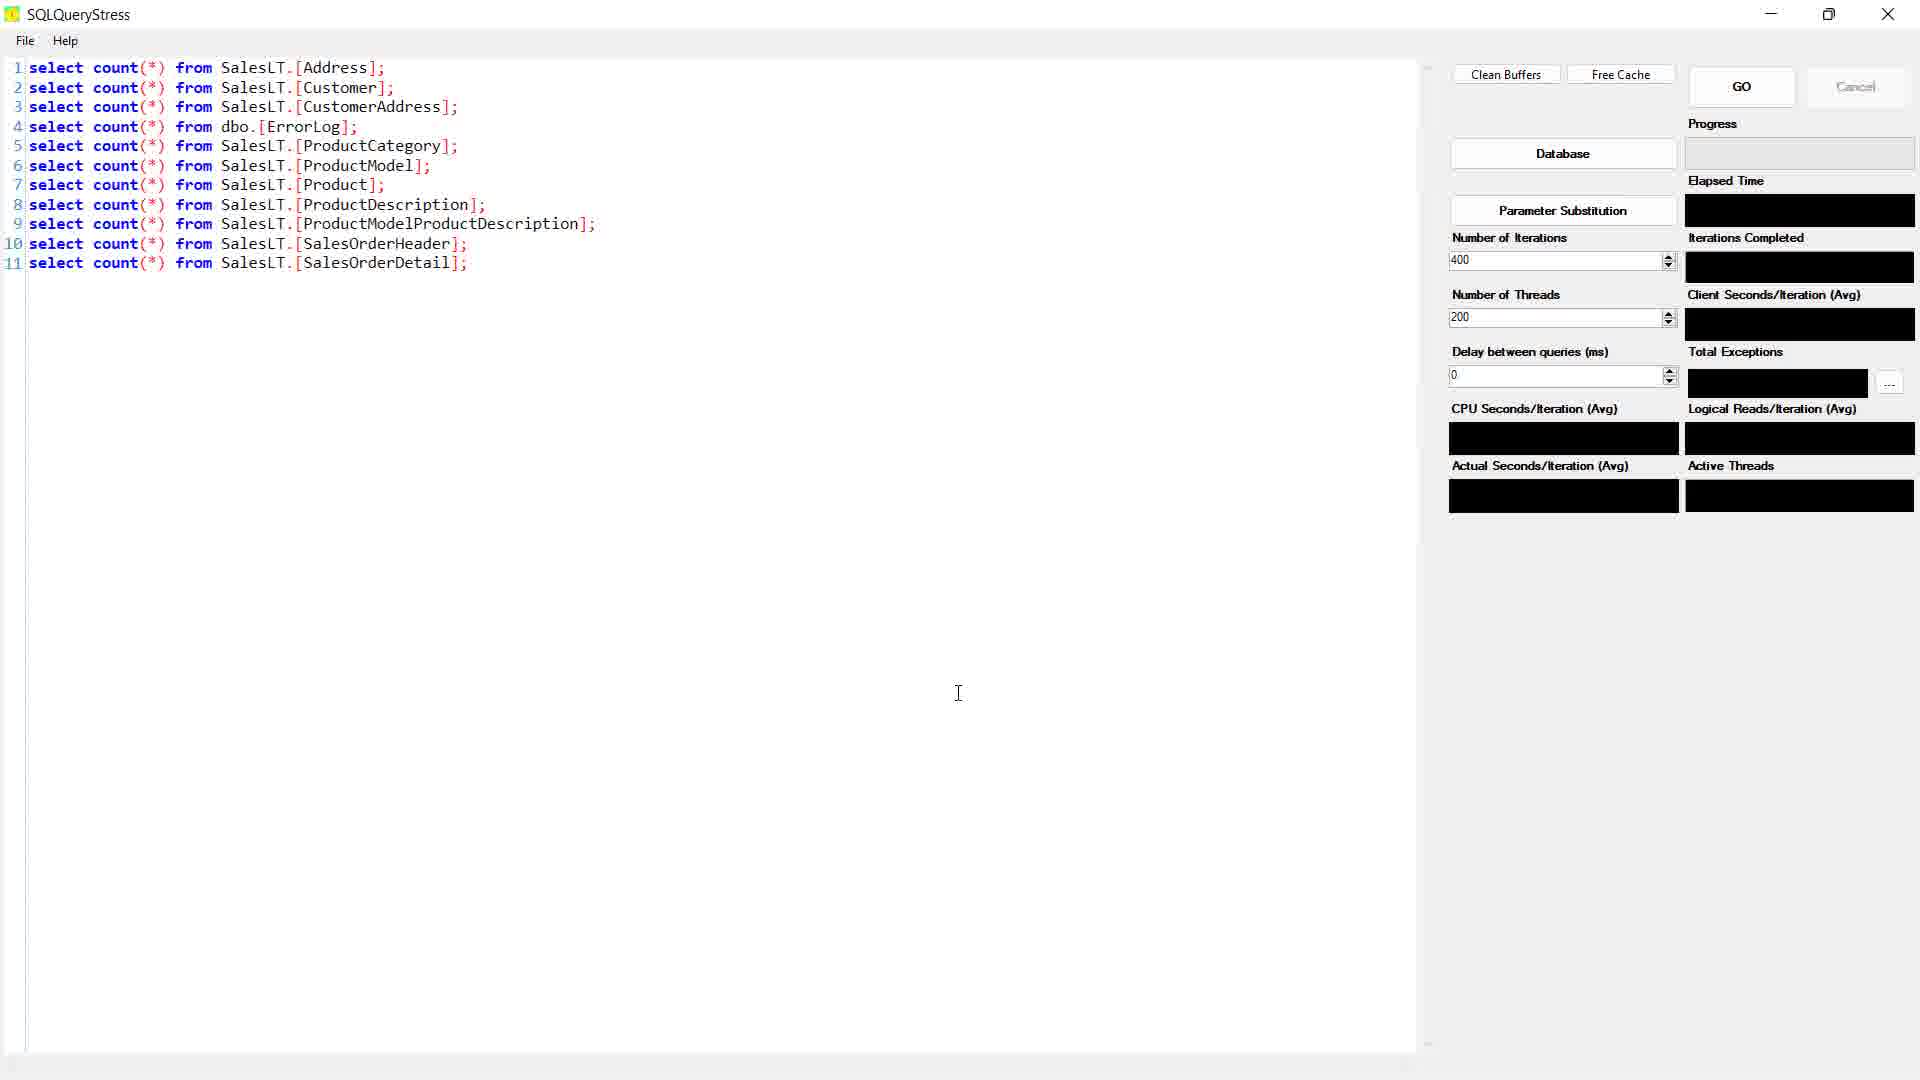 SQLQueryStress
File Help
1 select count(*) from SalesLT.[Address];
2 select count(*) from SalesLT.[Customer];
3 select count(*) from SalesLT.[CustomerAddress];
4 select count(*) from dbo.[ErrorLog];
5 select count(*) from SalesLT.[ProductCategory];
6 select count(*) from SalesLT.[ProductModel];
7 select count(*) from SalesLT.[Product];
8 select count(*) from SalesLT.[ProductDescription];
9 select count(*) from SalesLT.[ProductModelProductDescription];
10 select count(*) from SalesLT.[SalesOrderHeader];
11 select count(*) from SalesLT.[SalesOrderDetail];
Clean Buffers Free Cache GO Cancel
Progress
Database
Elapsed Time
Parameter Substitution
Number of Iterations Iterations Completed
400
Number of Threads Client Seconds/Iteration (Avg)
200
Delay between queries (ms) Total Exceptions
0 ...
CPU Seconds/Iteration (Avg) Logical Reads/Iteration (Avg)
Actual Seconds/Iteration (Avg) Active Threads